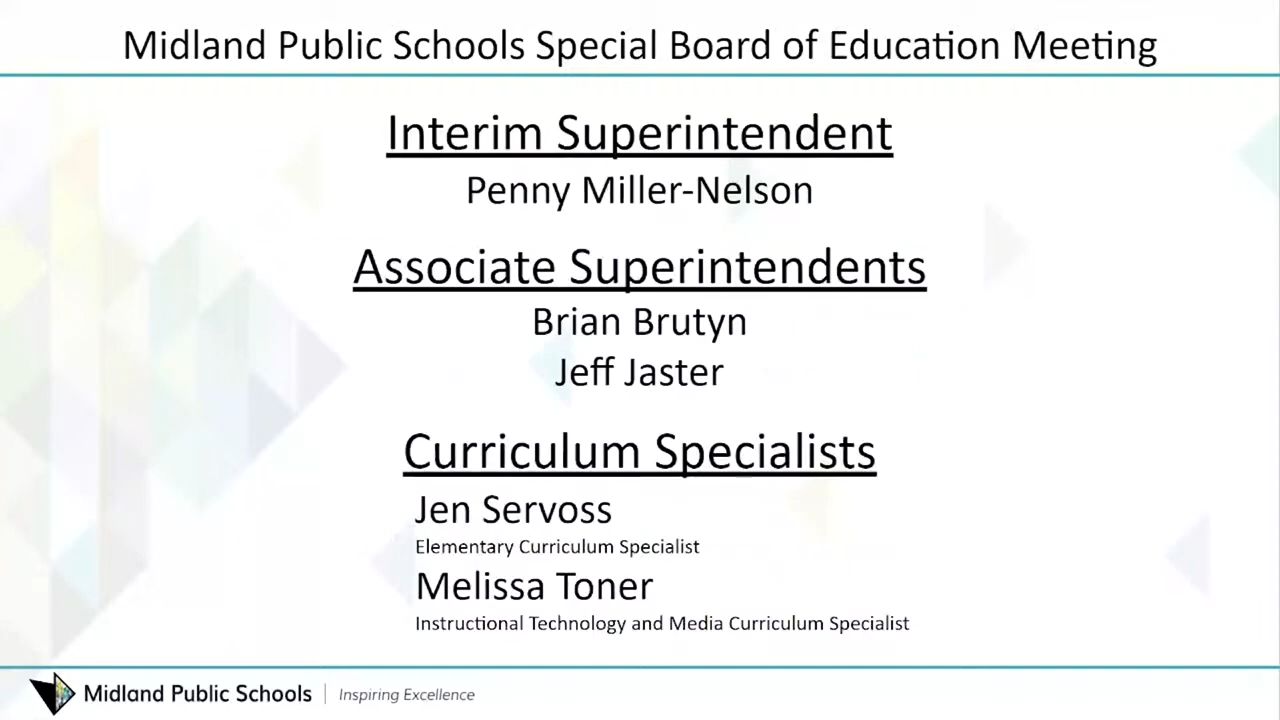 Midland Public Schools Special Board of Education Meeting
Interim Superintendent
Penny Miller-Nelson
Associate Superintendents
Brian Brutyn
Jeff Jaster
Curriculum Specialists
Jen Servoss
Elementary Curriculum Specialist
Melissa Toner
Instructional Technology and Media Curriculum Specialist
Midland Public Schools | Inspiring Excellence